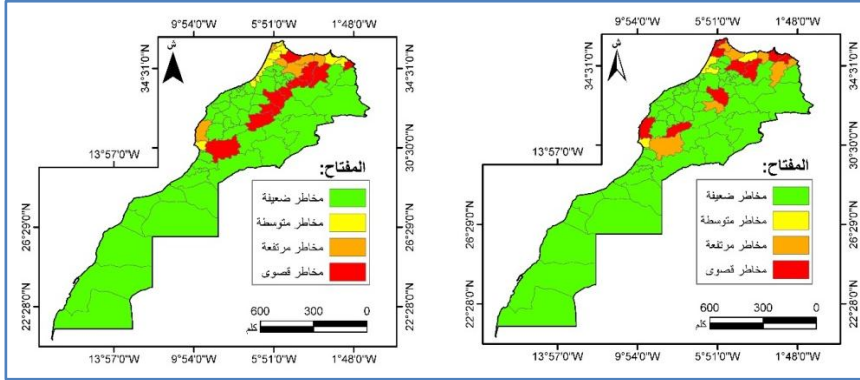 9°54'0"W 5°51'0"W 1°48'0"W
34°31'0"N
ش
30°30'0"N
13°57'0"W
المفتاح:
مخاطر ضعيفة
مخاطر متوسطة
مخاطر مرتفعة
مخاطر قصوى
26°29'0"N
22°28'0"N
600 300 0
كلم
13°57'0"W 9°54'0"W 5°51'0"W 1°48'0"W
9°54'0"W 5°51'0"W 1°48'0"W
34°31'0"N
ش
30°30'0"N
13°57'0"W
المفتاح:
مخاطر ضعيفة
مخاطر متوسطة
مخاطر مرتفعة
مخاطر قصوى
26°29'0"N
22°28'0"N
600 300 0
كلم
13°57'0"W 9°54'0"W 5°51'0"W 1°48'0"W